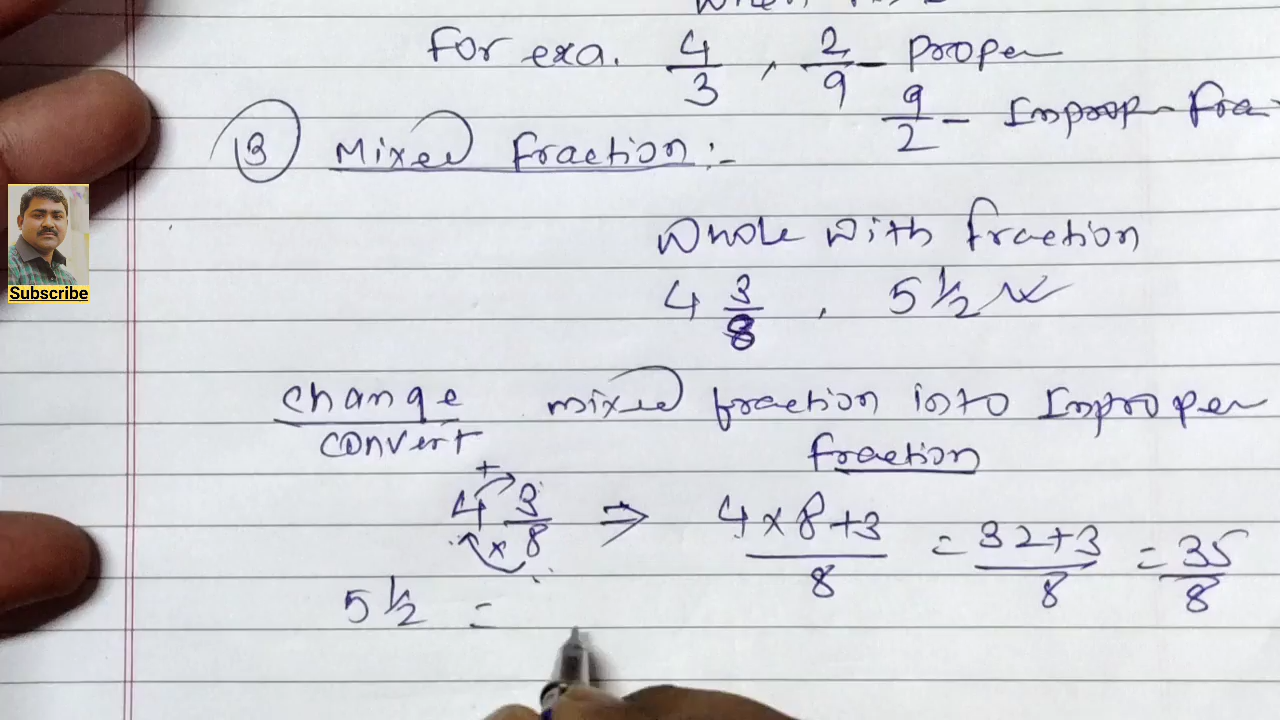 For exa. 4/3 , 2/9 - proper
9/2 - Improp- Fra-
③ Mixed fraction :-
Whole with fraction
4 3/8 , 5 1/2
Change mixed fraction into Improper
convert fraction
4 3/8 ⇒ 4×8+3/8 = 32+3/8 = 35/8
+
×
5 1/2 =
Subscribe